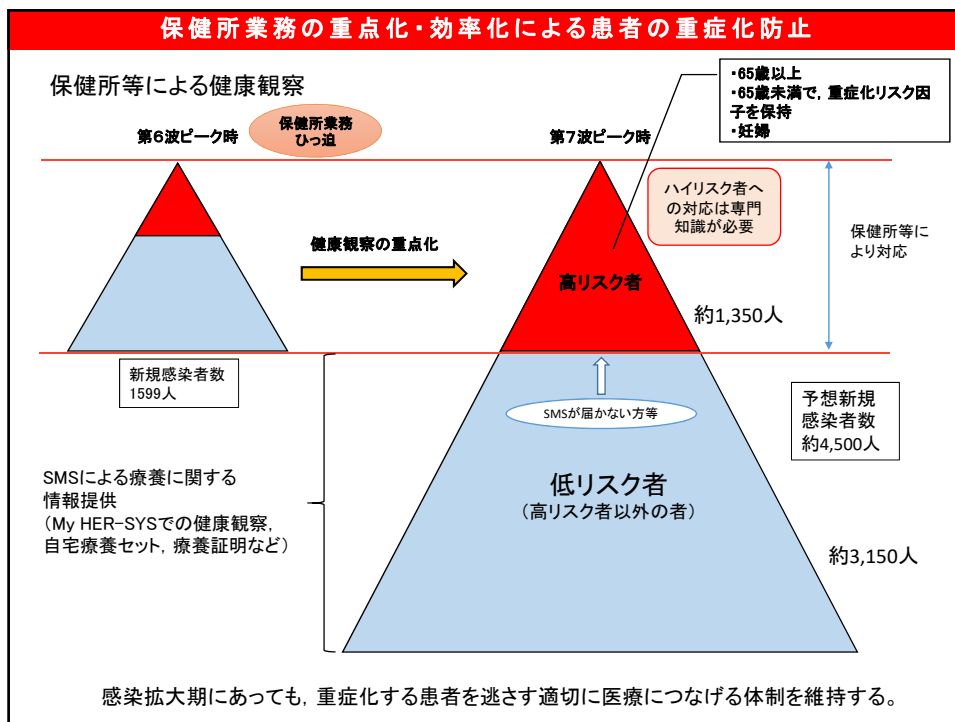 保健所業務の重点化・効率化による患者の重症化防止
保健所等による健康観察
・65歳以上
・65歳未満で，重症化リスク因
子を保持
・妊婦
第6波ピーク時
保健所業務
ひっ迫
第7波ピーク時
ハイリスク者へ
の対応は専門
知識が必要
保健所等に
より対応
健康観察の重点化
高リスク者
約1,350人
新規感染者数
1599人
SMSが届かない方等
予想新規
感染者数
約4,500人
SMSによる療養に関する
情報提供
（My HER-SYSでの健康観察，
自宅療養セット，療養証明など）
低リスク者
（高リスク者以外の者）
約3,150人
感染拡大期にあっても，重症化する患者を逃さす適切に医療につなげる体制を維持する。